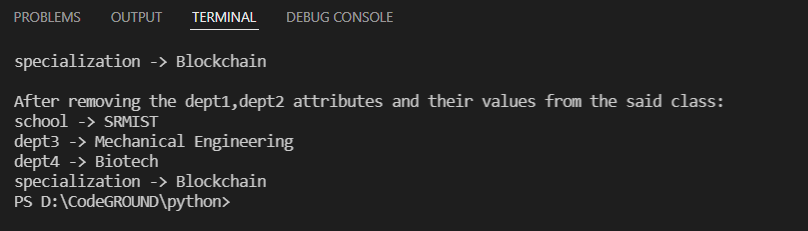 PROBLEMS OUTPUT TERMINAL DEBUG CONSOLE
specialization -> Blockchain
After removing the dept1,dept2 attributes and their values from the said class:
school -> SRMIST
dept3 -> Mechanical Engineering
dept4 -> Biotech
specialization -> Blockchain
PS D:\CodeGROUND\python>